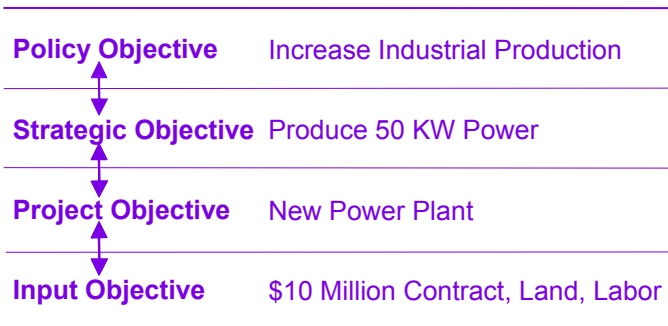 Policy Objective Increase Industrial Production
Strategic Objective Produce 50 KW Power
Project Objective New Power Plant
Input Objective $10 Million Contract, Land, Labor